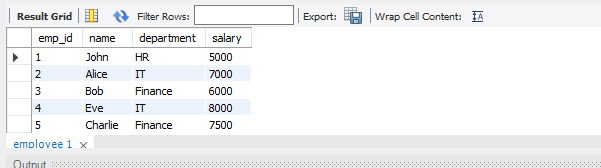 Result Grid Filter Rows: Export: Wrap Cell Content:
emp_id name department salary
1 John HR 5000
2 Alice IT 7000
3 Bob Finance 6000
4 Eve IT 8000
5 Charlie Finance 7500
employee 1 ×
Output